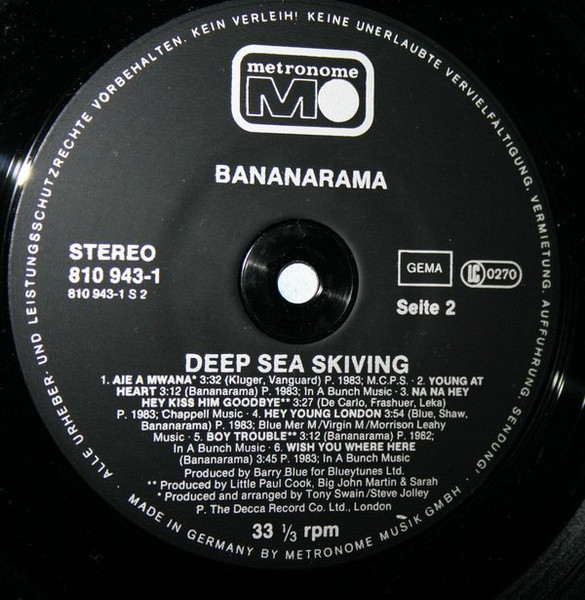 ALLE URHEBER- UND LEISTUNGSSCHUTZRECHTE VORBEHALTEN. KEIN VERLEIH! KEINE UNERLAUBTE VERVIELFÄLTIGUNG, VERMIETUNG, AUFFÜHRUNG, SENDUNG!
metronome
M
BANANARAMA
STEREO
810 943-1
810 943-1 S 2
GEMA
LC 0270
Seite 2
DEEP SEA SKIVING
1. AIE A MWANA* 3:32 (Kluger, Vanguard) P. 1983; M.C.P.S. · 2. YOUNG AT
HEART 3:12 (Bananarama) P. 1983; In A Bunch Music · 3. NA NA HEY
HEY KISS HIM GOODBYE** 3:27 (De Carlo, Frashuer, Leka)
P. 1983; Chappell Music · 4. HEY YOUNG LONDON 3:54 (Blue, Shaw,
Bananarama) P. 1983; Blue Mer M/Virgin M/Morrison Leahy
Music · 5. BOY TROUBLE** 3:12 (Bananarama) P. 1982;
In A Bunch Music · 6. WISH YOU WHERE HERE
(Bananarama) 3:45 P. 1983; In A Bunch Music
Produced by Barry Blue for Blueytunes Ltd.
** Produced by Little Paul Cook, Big John Martin & Sarah
* Produced and arranged by Tony Swain/Steve Jolley
P. The Decca Record Co. Ltd., London
33 ⅓ rpm
· MADE IN GERMANY BY METRONOME MUSIK GMBH ·